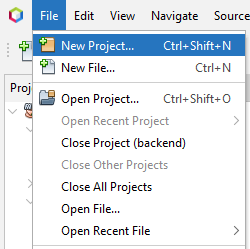 File Edit View Navigate Source
New Project... Ctrl+Shift+N
New File... Ctrl+N
Open Project... Ctrl+Shift+O
Open Recent Project
Close Project (backend)
Close Other Projects
Close All Projects
Open File...
Open Recent File